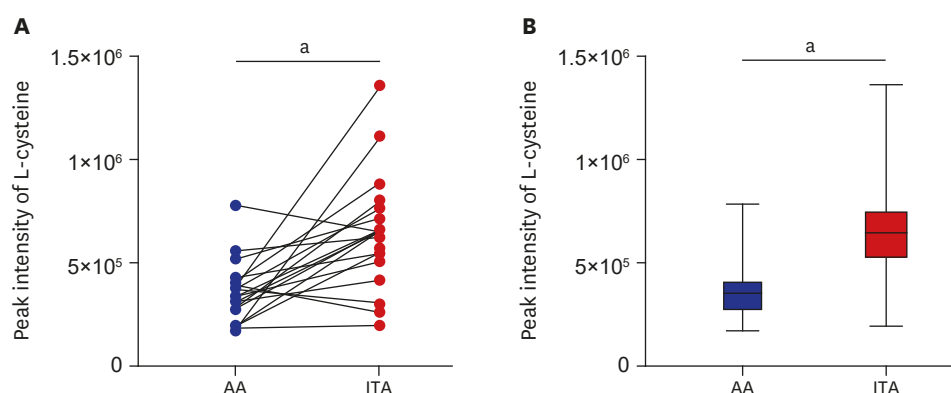 A
B
a
a
Peak intensity of L-cysteine
1.5×10⁶
1×10⁶
5×10⁵
0
AA
ITA
Peak intensity of L-cysteine
1.5×10⁶
1×10⁶
5×10⁵
0
AA
ITA